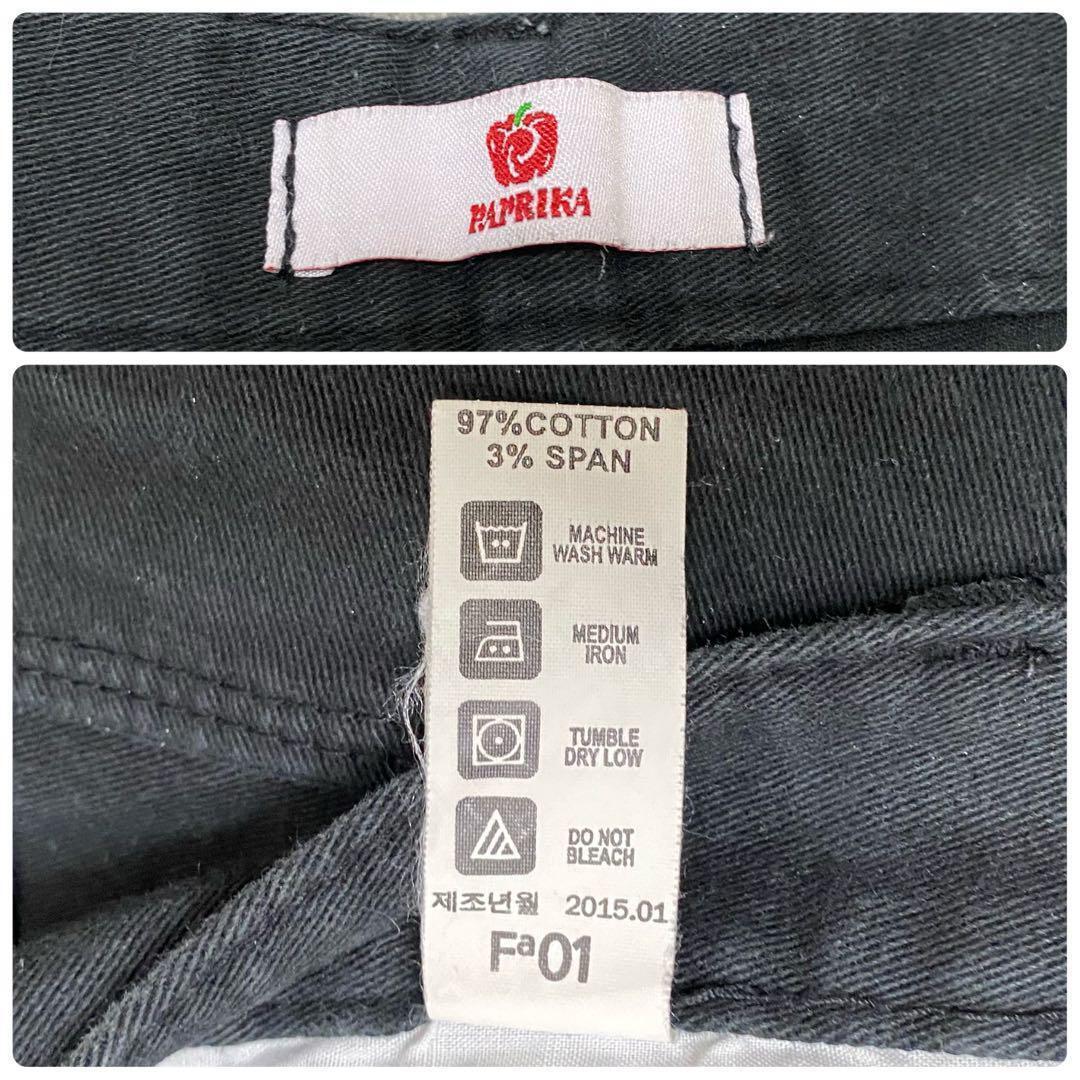 PAPRIKA
97%COTTON
3% SPAN
MACHINE
WASH WARM
MEDIUM
IRON
TUMBLE
DRY LOW
DO NOT
BLEACH
제조년월 2015.01
Fa01